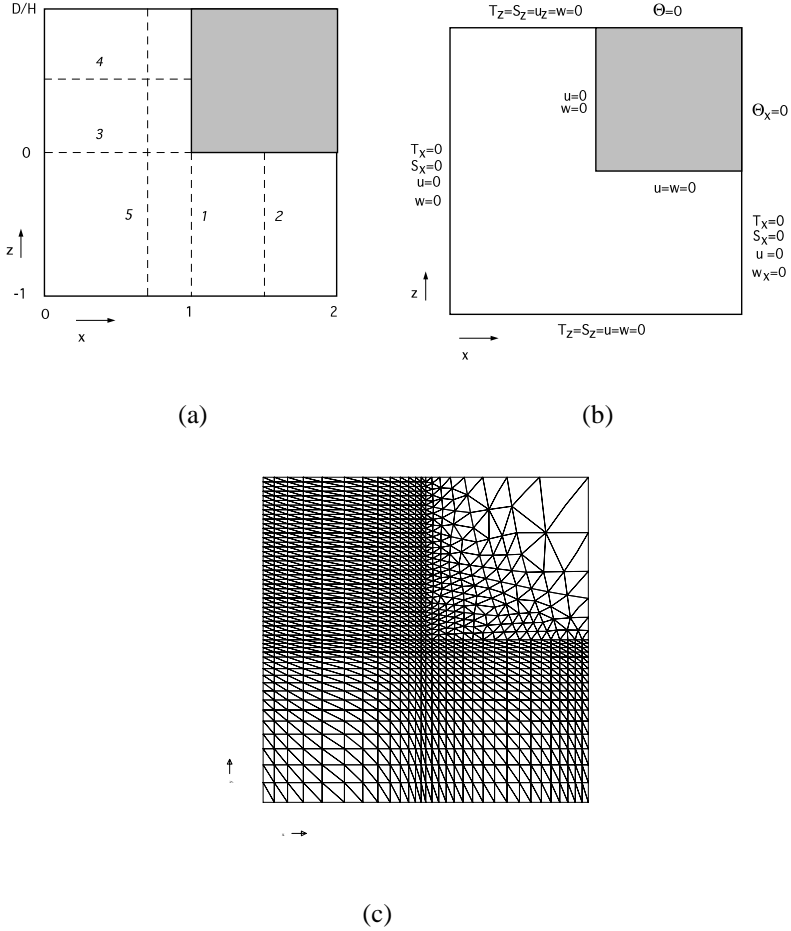 D/H
4
3
0
5
1
2
z
-1
0
1
2
x
(a)
T_z=S_z=u_z=w=0
Θ=0
u=0
w=0
Θ_x=0
T_x=0
S_x=0
u=0
w=0
u=w=0
T_x=0
S_x=0
u =0
w_x=0
z
T_z=S_z=u=w=0
x
(b)
(c)